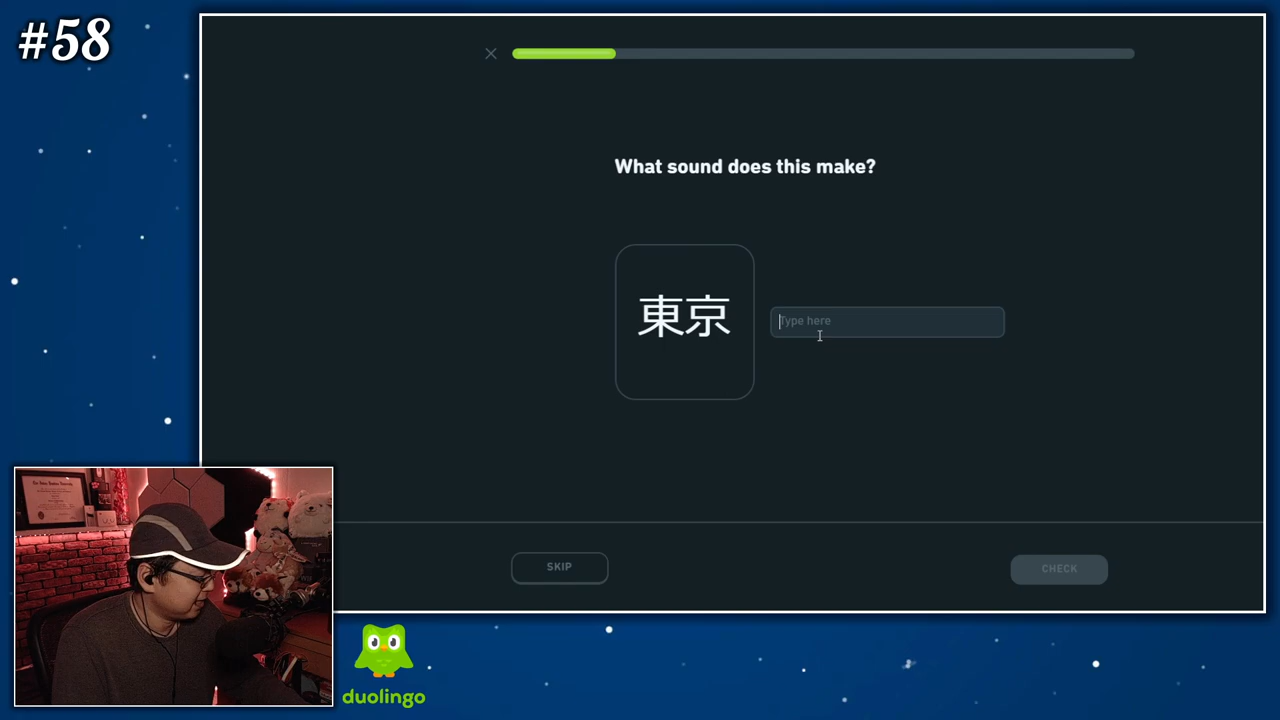 #58
What sound does this make?
東京
Type here
SKIP
CHECK
duolingo